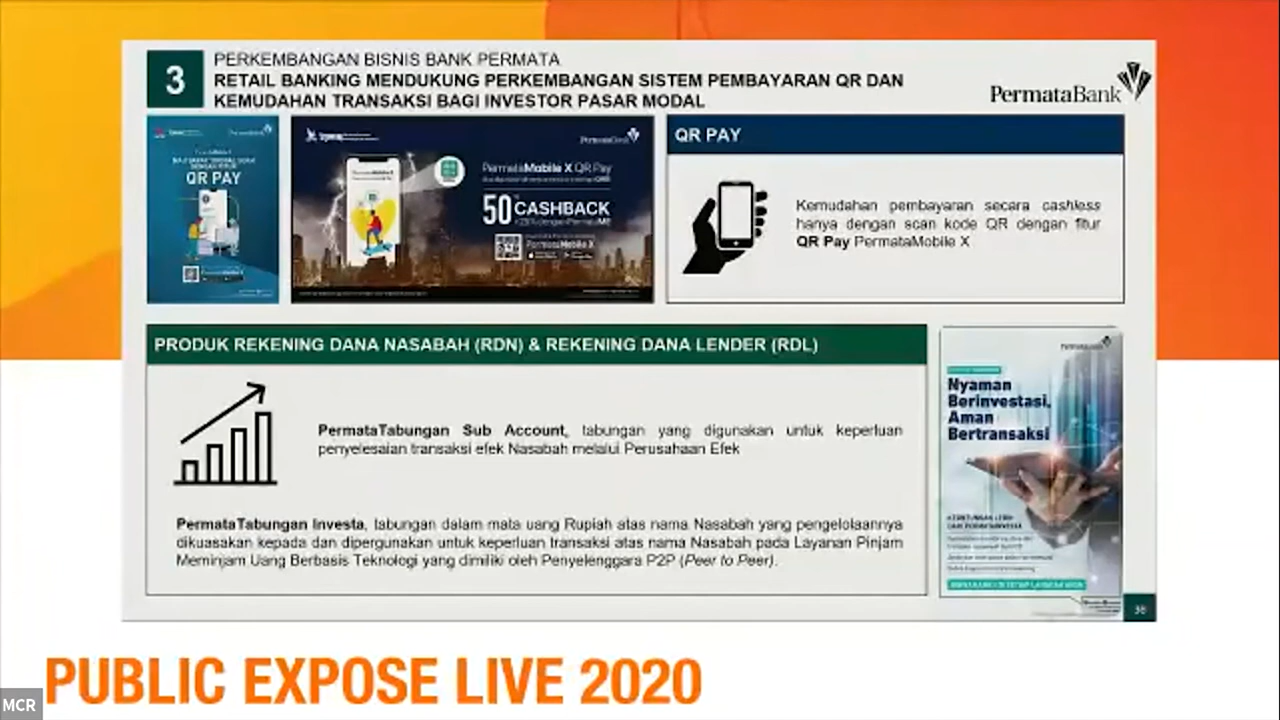 3
PERKEMBANGAN BISNIS BANK PERMATA
RETAIL BANKING MENDUKUNG PERKEMBANGAN SISTEM PEMBAYARAN QR DAN
KEMUDAHAN TRANSAKSI BAGI INVESTOR PASAR MODAL
PermataBank
QR PAY
PermataBank
PermataMobile X QR Pay
50% CASHBACK
PermataMobile X
QR PAY
Kemudahan pembayaran secara cashless
hanya dengan scan kode QR dengan fitur
QR Pay PermataMobile X
PRODUK REKENING DANA NASABAH (RDN) & REKENING DANA LENDER (RDL)
PermataTabungan Sub Account, tabungan yang digunakan untuk keperluan
penyelesaian transaksi efek Nasabah melalui Perusahaan Efek
PermataTabungan Investa, tabungan dalam mata uang Rupiah atas nama Nasabah yang pengelolaannya
dikuasakan kepada dan dipergunakan untuk keperluan transaksi atas nama Nasabah pada Layanan Pinjam
Meminjam Uang Berbasis Teknologi yang dimiliki oleh Penyelenggara P2P (Peer to Peer).
PermataBank
Nyaman
Berinvestasi,
Aman
Bertransaksi
PUBLIC EXPOSE LIVE 2020
MCR